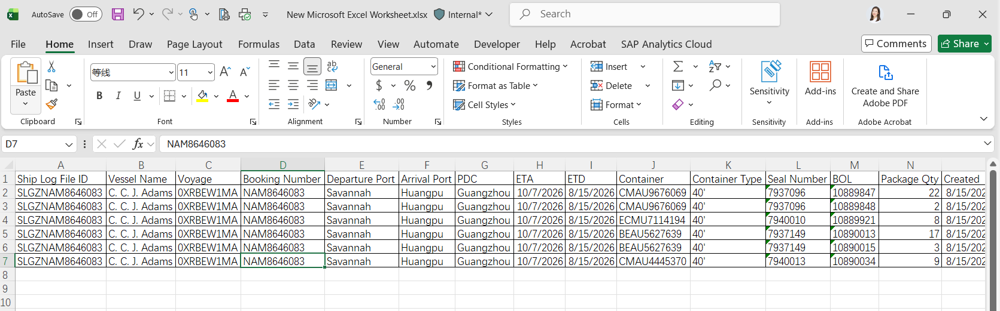 AutoSave Off New Microsoft Excel Worksheet.xlsx Internal* Search
File Home Insert Draw Page Layout Formulas Data Review View Automate Developer Help Acrobat SAP Analytics Cloud Comments Share
Paste
Clipboard
等线 11
B I U A
Font
ab
Alignment
General
$ % ,
Number
Conditional Formatting
Format as Table
Cell Styles
Styles
Insert
Delete
Format
Cells
Editing
Sensitivity
Sensitivity
Add-ins
Add-ins
Create and Share
Adobe PDF
Adobe Acrobat
D7 fx NAM8646083
A B C D E F G H I J K L M N
1 Ship Log File ID Vessel Name Voyage Booking Number Departure Port Arrival Port PDC ETA ETD Container Container Type Seal Number BOL Package Qty Created
2 SLGZNAM8646083 C. C. J. Adams 0XRBEW1MA NAM8646083 Savannah Huangpu Guangzhou 10/7/2026 8/15/2026 CMAU9676069 40' 7937096 10889847 22 8/15/202
3 SLGZNAM8646083 C. C. J. Adams 0XRBEW1MA NAM8646083 Savannah Huangpu Guangzhou 10/7/2026 8/15/2026 CMAU9676069 40' 7937096 10889848 2 8/15/202
4 SLGZNAM8646083 C. C. J. Adams 0XRBEW1MA NAM8646083 Savannah Huangpu Guangzhou 10/7/2026 8/15/2026 ECMU7114194 40' 7940010 10889921 8 8/15/202
5 SLGZNAM8646083 C. C. J. Adams 0XRBEW1MA NAM8646083 Savannah Huangpu Guangzhou 10/7/2026 8/15/2026 BEAU5627639 40' 7937149 10890013 17 8/15/202
6 SLGZNAM8646083 C. C. J. Adams 0XRBEW1MA NAM8646083 Savannah Huangpu Guangzhou 10/7/2026 8/15/2026 BEAU5627639 40' 7937149 10890015 3 8/15/202
7 SLGZNAM8646083 C. C. J. Adams 0XRBEW1MA NAM8646083 Savannah Huangpu Guangzhou 10/7/2026 8/15/2026 CMAU4445370 40' 7940013 10890034 9 8/15/202
8
9
10